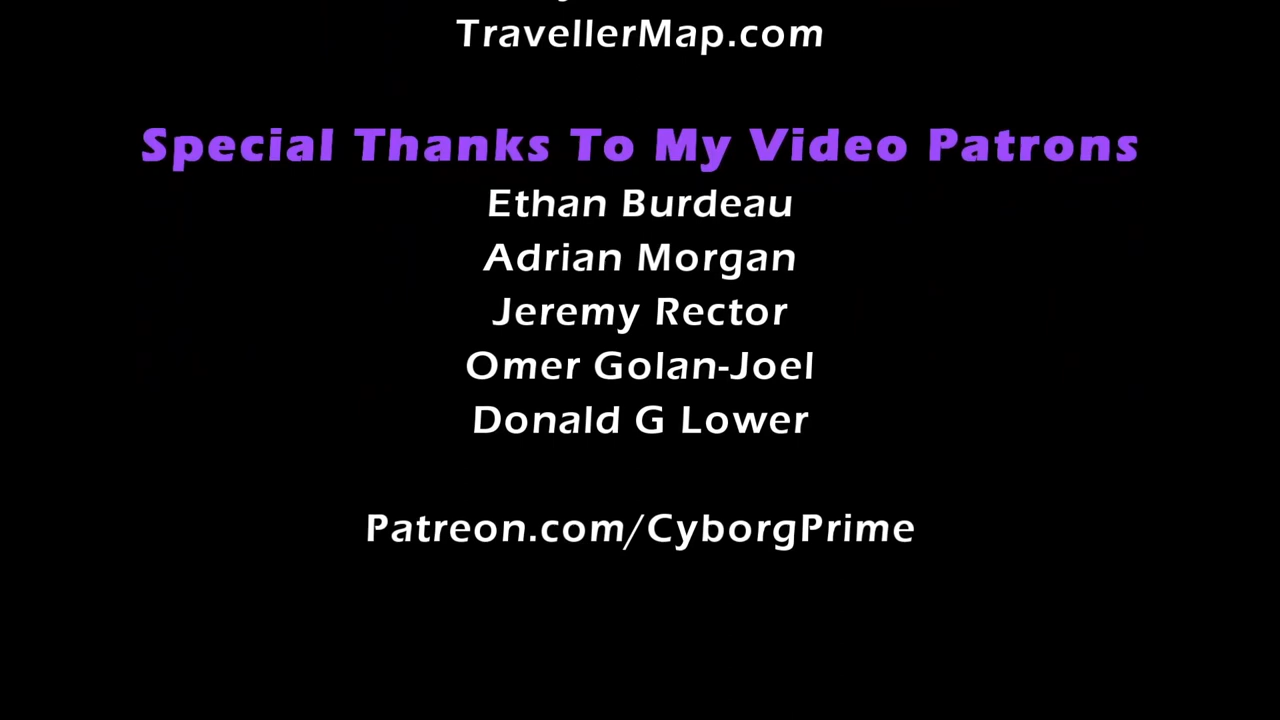 TravellerMap.com
Special Thanks To My Video Patrons
Ethan Burdeau
Adrian Morgan
Jeremy Rector
Omer Golan-Joel
Donald G Lower
Patreon.com/CyborgPrime